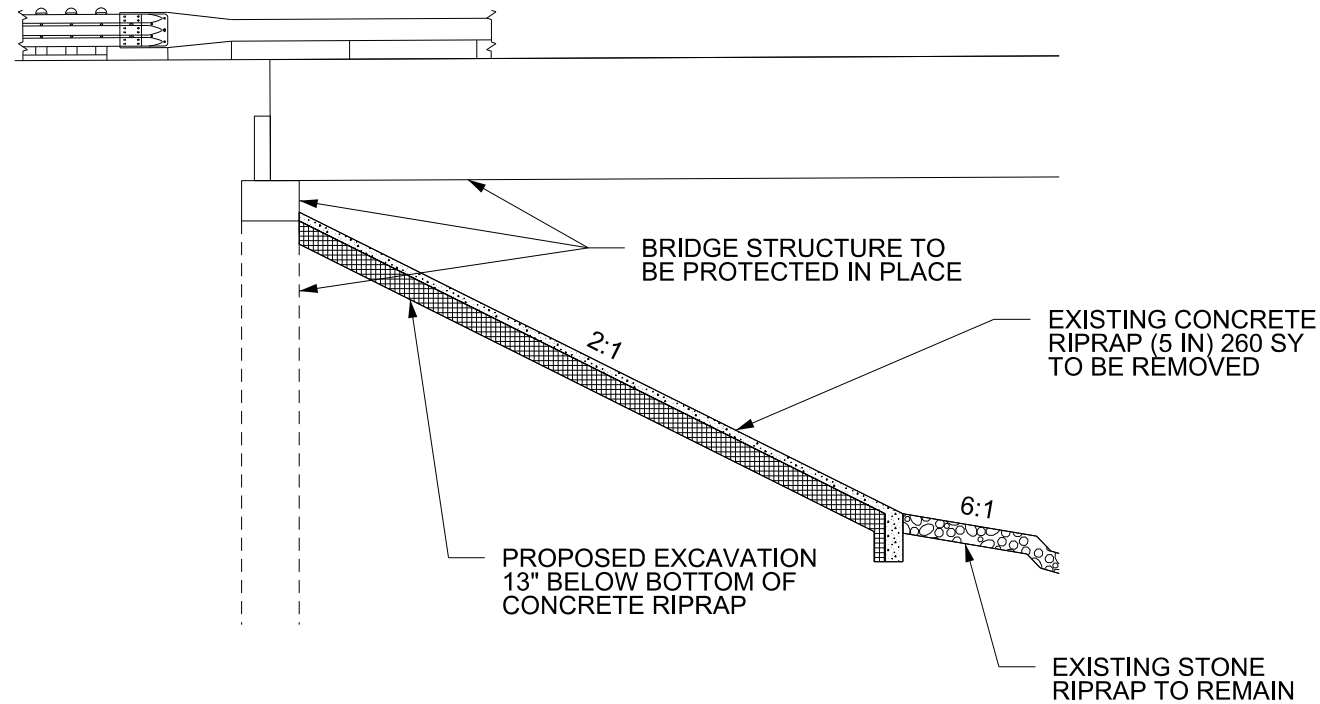 BRIDGE STRUCTURE TO
BE PROTECTED IN PLACE
2:1
EXISTING CONCRETE
RIPRAP (5 IN) 260 SY
TO BE REMOVED
6:1
PROPOSED EXCAVATION
13" BELOW BOTTOM OF
CONCRETE RIPRAP
EXISTING STONE
RIPRAP TO REMAIN